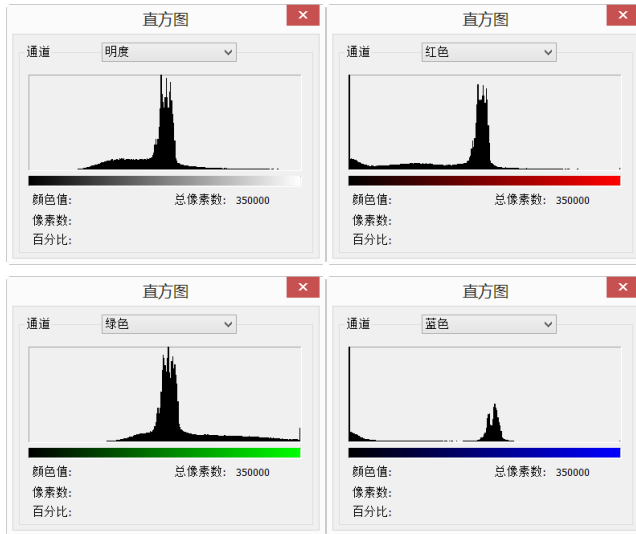 直方图
通道 明度
颜色值: 总像素数: 350000
像素数:
百分比:
直方图
通道 红色
颜色值: 总像素数: 350000
像素数:
百分比:
直方图
通道 绿色
颜色值: 总像素数: 350000
像素数:
百分比:
直方图
通道 蓝色
颜色值: 总像素数: 350000
像素数:
百分比: